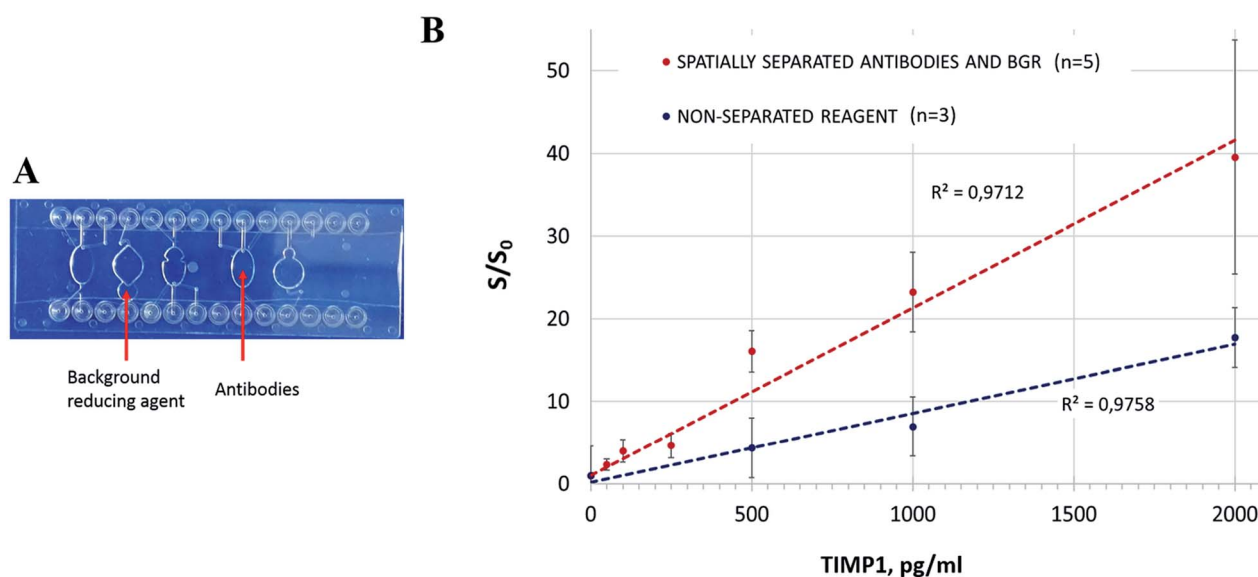 A
Background
reducing agent
Antibodies
B
SPATIALLY SEPARATED ANTIBODIES AND BGR (n=5)
NON-SEPARATED REAGENT (n=3)
R² = 0,9712
R² = 0,9758
S/S₀
50
40
30
20
10
0
0 500 1000 1500 2000
TIMP1, pg/ml